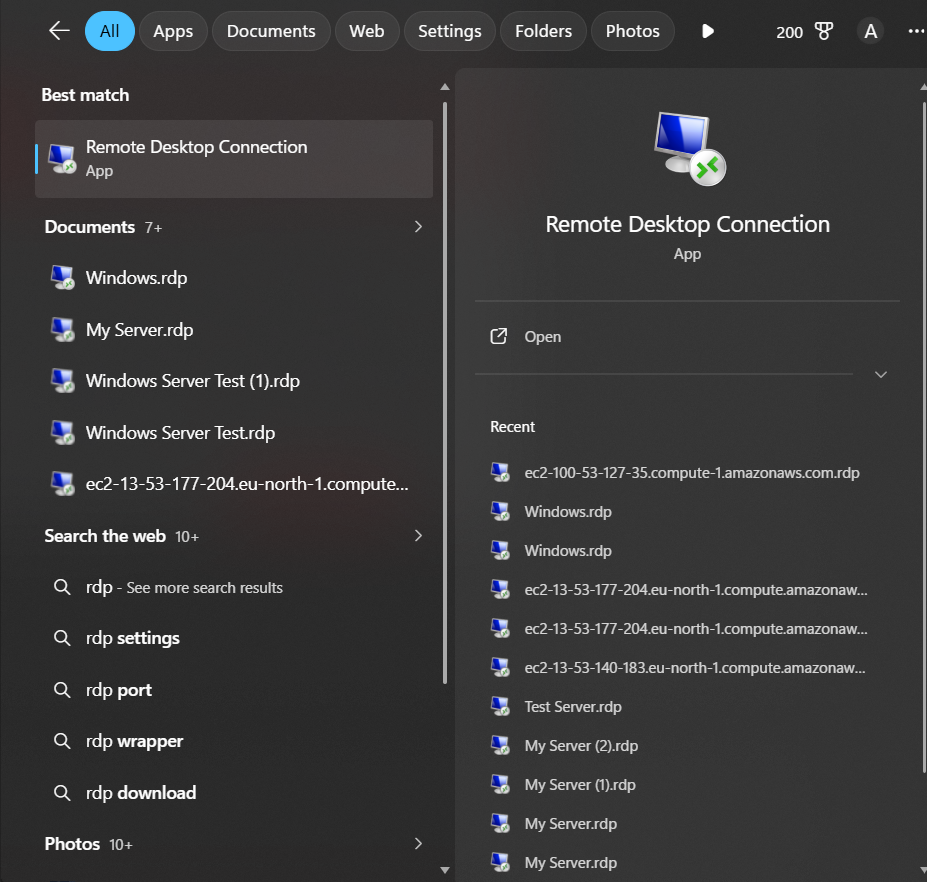 All Apps Documents Web Settings Folders Photos 200 A
Best match
Remote Desktop Connection
App
Documents 7+
Windows.rdp
My Server.rdp
Windows Server Test (1).rdp
Windows Server Test.rdp
ec2-13-53-177-204.eu-north-1.compute...
Search the web 10+
rdp - See more search results
rdp settings
rdp port
rdp wrapper
rdp download
Photos 10+
Remote Desktop Connection
App
Open
Recent
ec2-100-53-127-35.compute-1.amazonaws.com.rdp
Windows.rdp
Windows.rdp
ec2-13-53-177-204.eu-north-1.compute.amazonaw...
ec2-13-53-177-204.eu-north-1.compute.amazonaw...
ec2-13-53-140-183.eu-north-1.compute.amazonaw...
Test Server.rdp
My Server (2).rdp
My Server (1).rdp
My Server.rdp
My Server.rdp